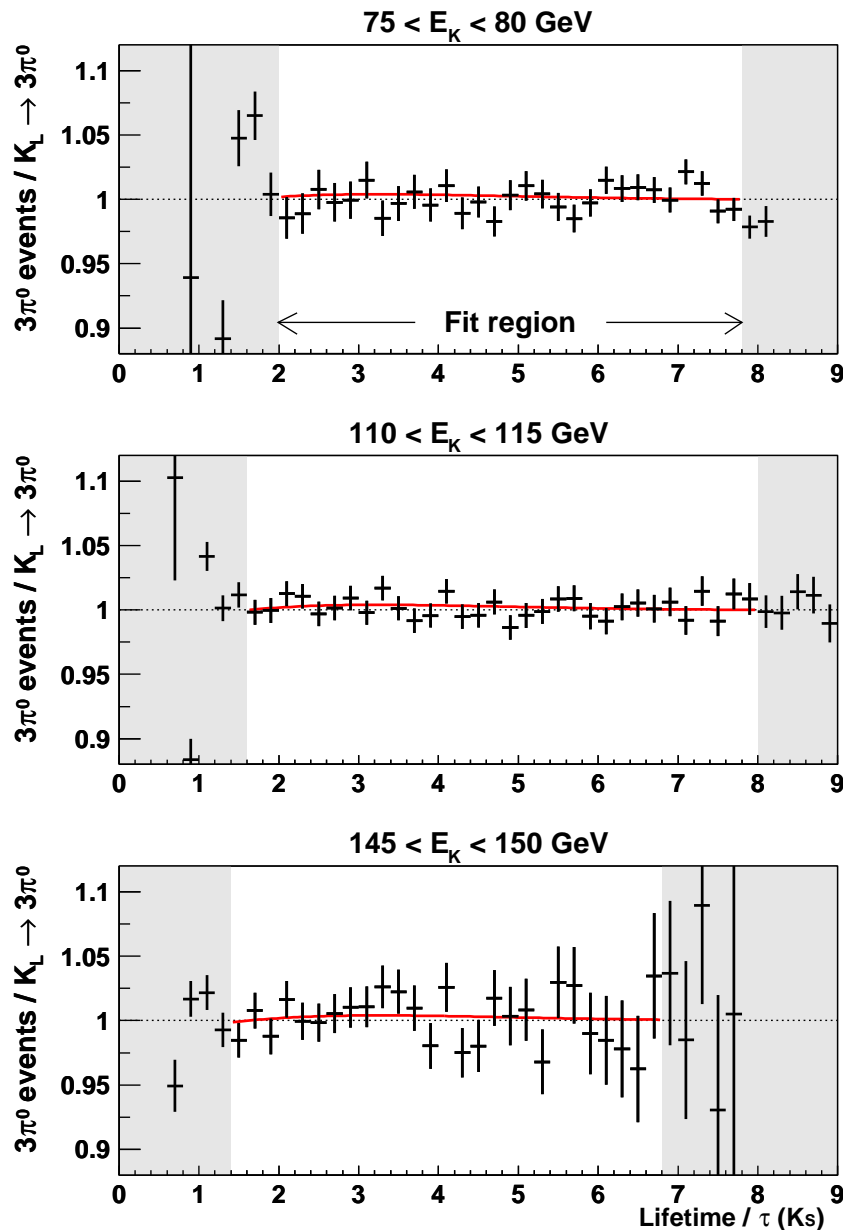 75 < E_K < 80 GeV
3π⁰ events / K_L → 3π⁰
1.1
1.05
1
0.95
0.9
Fit region
0 1 2 3 4 5 6 7 8 9
110 < E_K < 115 GeV
3π⁰ events / K_L → 3π⁰
1.1
1.05
1
0.95
0.9
0 1 2 3 4 5 6 7 8 9
145 < E_K < 150 GeV
3π⁰ events / K_L → 3π⁰
1.1
1.05
1
0.95
0.9
0 1 2 3 4 5 6 7 8 9
Lifetime / τ (Ks)